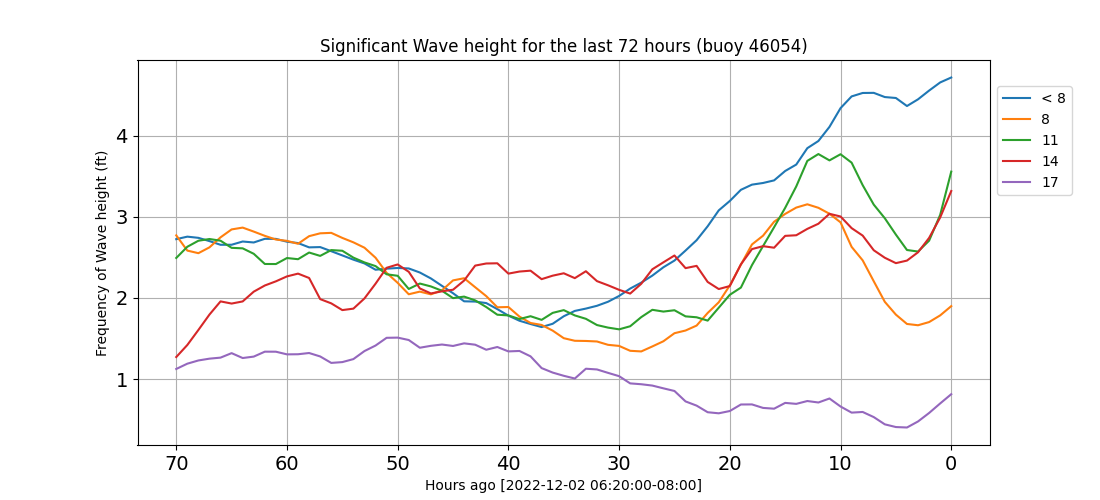 Significant Wave height for the last 72 hours (buoy 46054)
Frequency of Wave height (ft)
4
3
2
1
70 60 50 40 30 20 10 0
Hours ago [2022-12-02 06:20:00-08:00]
< 8
8
11
14
17